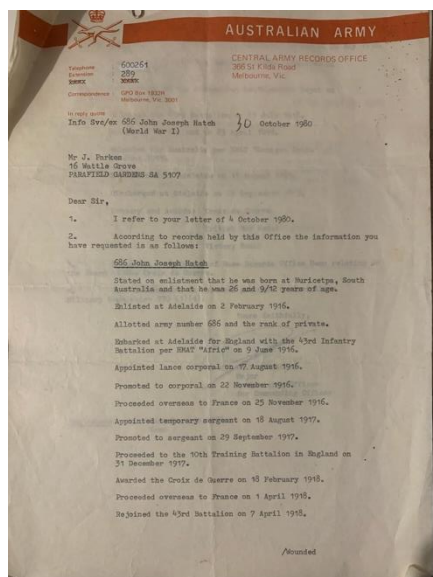 AUSTRALIAN ARMY
CENTRAL ARMY RECORDS OFFICE
366 St Kilda Road
Melbourne, Vic.
Telephone 600261
Extension 289
Correspondence GPO Box 1932R
Melbourne, Vic. 3001
In reply quote
Info Svs/ex 686 John Joseph Hatch
(World War I)
30 October 1980
Mr J. Parken
16 Wattle Grove
PARAFIELD GARDENS SA 5107
Dear Sir,
1. I refer to your letter of 4 October 1980.
2. According to records held by this Office the information you
have requested is as follows:
686 John Joseph Hatch
Stated on enlistment that he was born at Nuricetpa, South
Australia and that he was 26 and 9/12 years of age.
Enlisted at Adelaide on 2 February 1916.
Allotted army number 686 and the rank of private.
Embarked at Adelaide for England with the 43rd Infantry
Battalion per HMAT "Afric" on 9 June 1916.
Appointed lance corporal on 17 August 1916.
Promoted to corporal on 22 November 1916.
Proceeded overseas to France on 25 November 1916.
Appointed temporary sergeant on 18 August 1917.
Promoted to sergeant on 29 September 1917.
Proceeded to the 10th Training Battalion in England on
31 December 1917.
Awarded the Croix de Guerre on 18 February 1918.
Proceeded overseas to France on 1 April 1918.
Rejoined the 43rd Battalion on 7 April 1918.
/Wounded